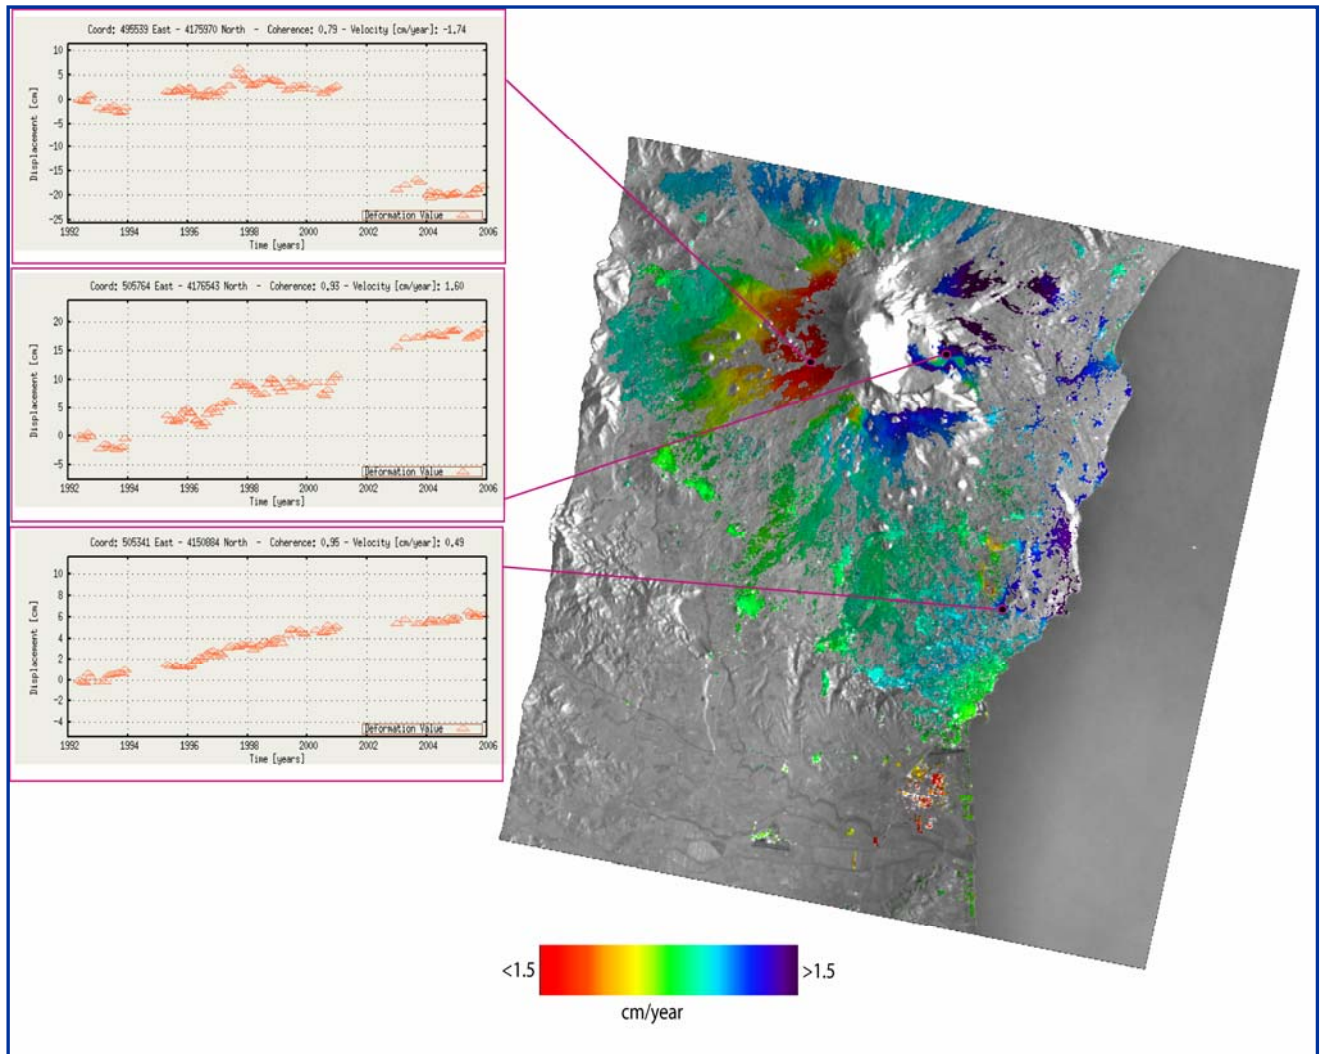 Coord: 495539 East - 4175970 North - Coherence: 0.79 - Velocity [cm/year]: -1.74
10
5
0
-5
-10
-15
-20
-25
Displacement [cm]
Deformation Value
1992 1994 1996 1998 2000 2002 2004 2006
Time [years]
Coord: 505764 East - 4176543 North - Coherence: 0.93 - Velocity [cm/year]: 1.60
20
15
10
5
0
-5
Displacement [cm]
Deformation Value
1992 1994 1996 1998 2000 2002 2004 2006
Time [years]
Coord: 505341 East - 4150884 North - Coherence: 0.95 - Velocity [cm/year]: 0.49
10
8
6
4
2
0
-2
-4
Displacement [cm]
Deformation Value
1992 1994 1996 1998 2000 2002 2004 2006
Time [years]
<1.5 >1.5
cm/year